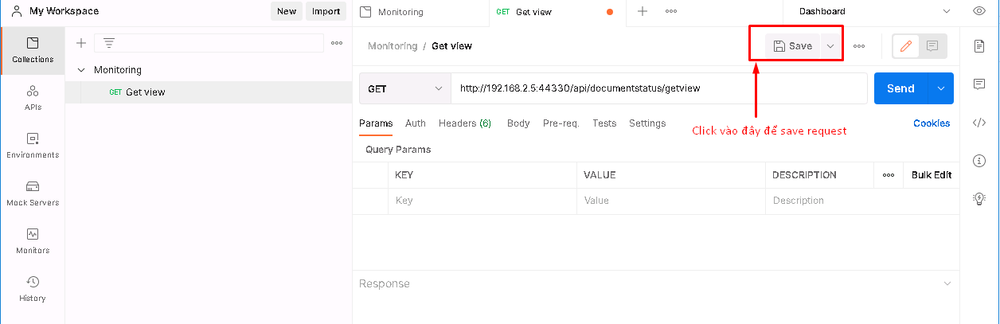 My Workspace New Import Monitoring GET Get view Dashboard
Collections
Monitoring / Get view Save
Monitoring
GET Get view
GET http://192.168.2.5:44330/api/documentstatus/getview Send
APIs
Params Auth Headers (6) Body Pre-req. Tests Settings Cookies
Click vào đây để save request
Environments
Query Params
KEY VALUE DESCRIPTION Bulk Edit
Mock Servers
Key Value Description
Monitors
Response
History